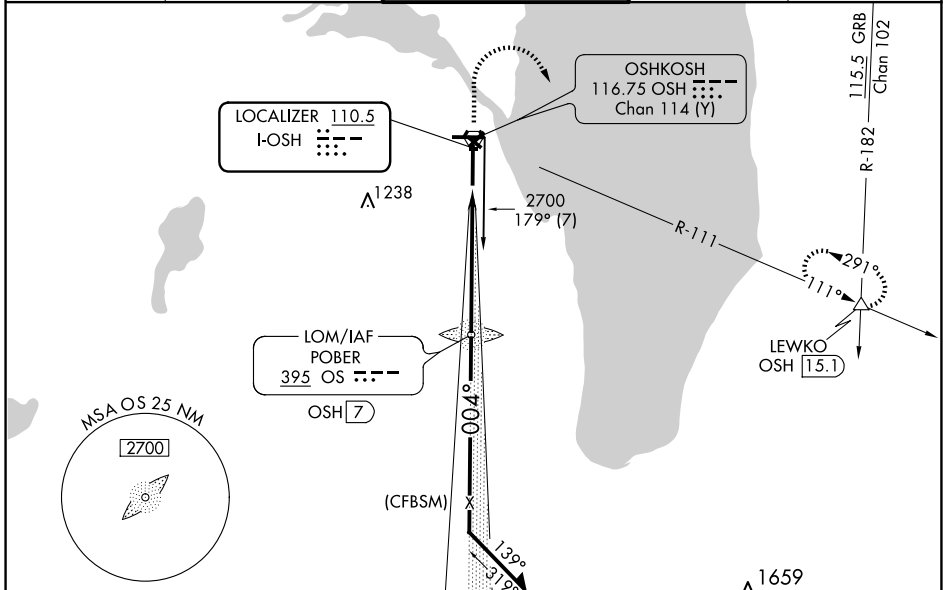 115.5 GRB
Chan 102
R-182
OSHKOSH
116.75 OSH
Chan 114 (Y)
LOCALIZER 110.5
I-OSH
1238
2700
179° (7)
R-111
291°
111°
LEWKO
OSH 15.1
LOM/IAF
POBER
395 OS
OSH 7
004°
MSA OS 25 NM
2700
(CFBSM)
X
139°
319°
1659